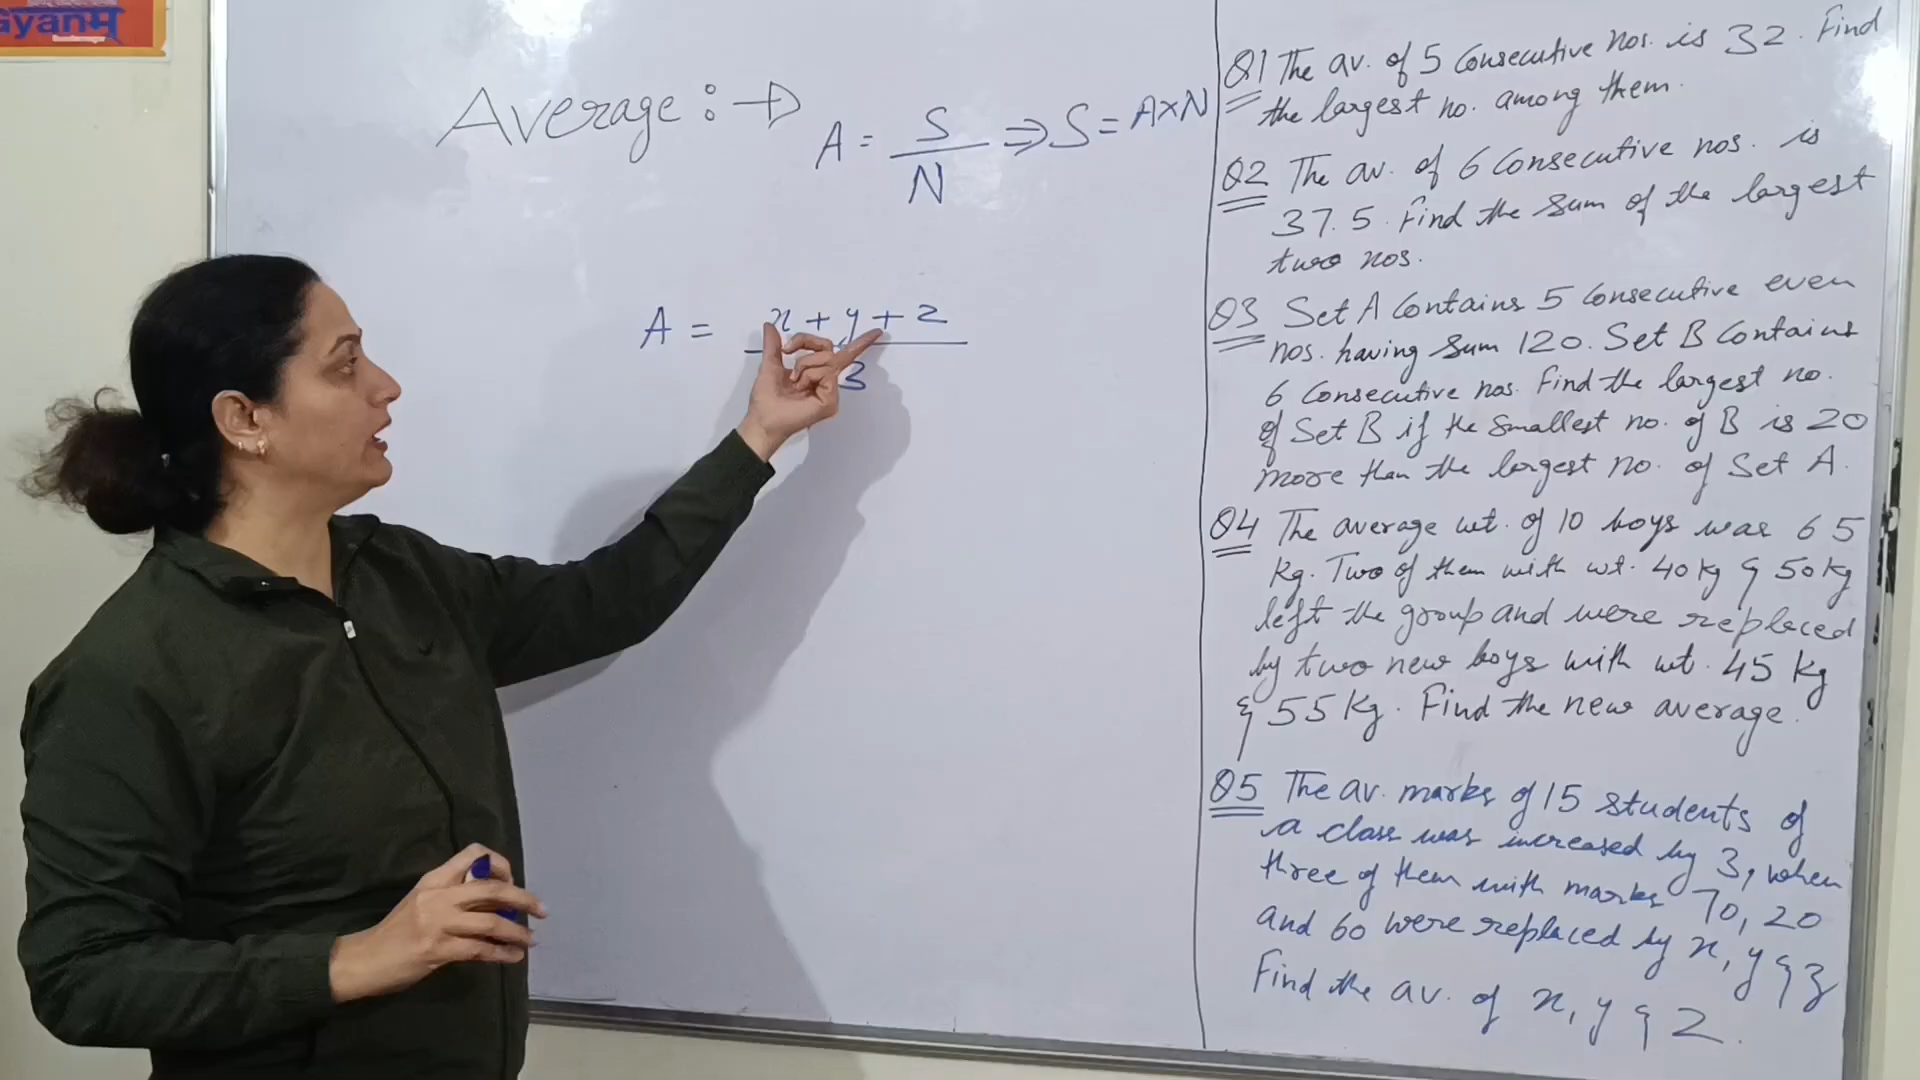 Gyanम
Average :→
A = S/N ⇒ S = A×N
A = x + y + z / 3
Q1 The av. of 5 Consecutive nos. is 32. Find
the largest no. among them.
Q2 The av. of 6 Consecutive nos. is
37.5. Find the sum of the largest
two nos.
Q3 Set A Contains 5 Consecutive even
nos. having sum 120. Set B Contains
6 Consecutive nos. Find the largest no.
of Set B if the smallest no. of B is 20
more than the largest no. of Set A.
Q4 The average wt. of 10 boys was 65
kg. Two of them with wt. 40 kg & 50 kg
left the group and were replaced
by two new boys with wt. 45 kg
& 55 kg. Find the new average.
Q5 The av. marks of 15 students of
a class was increased by 3, when
three of them with marks 70, 20
and 60 were replaced by x, y & z
Find the av. of x, y & z.